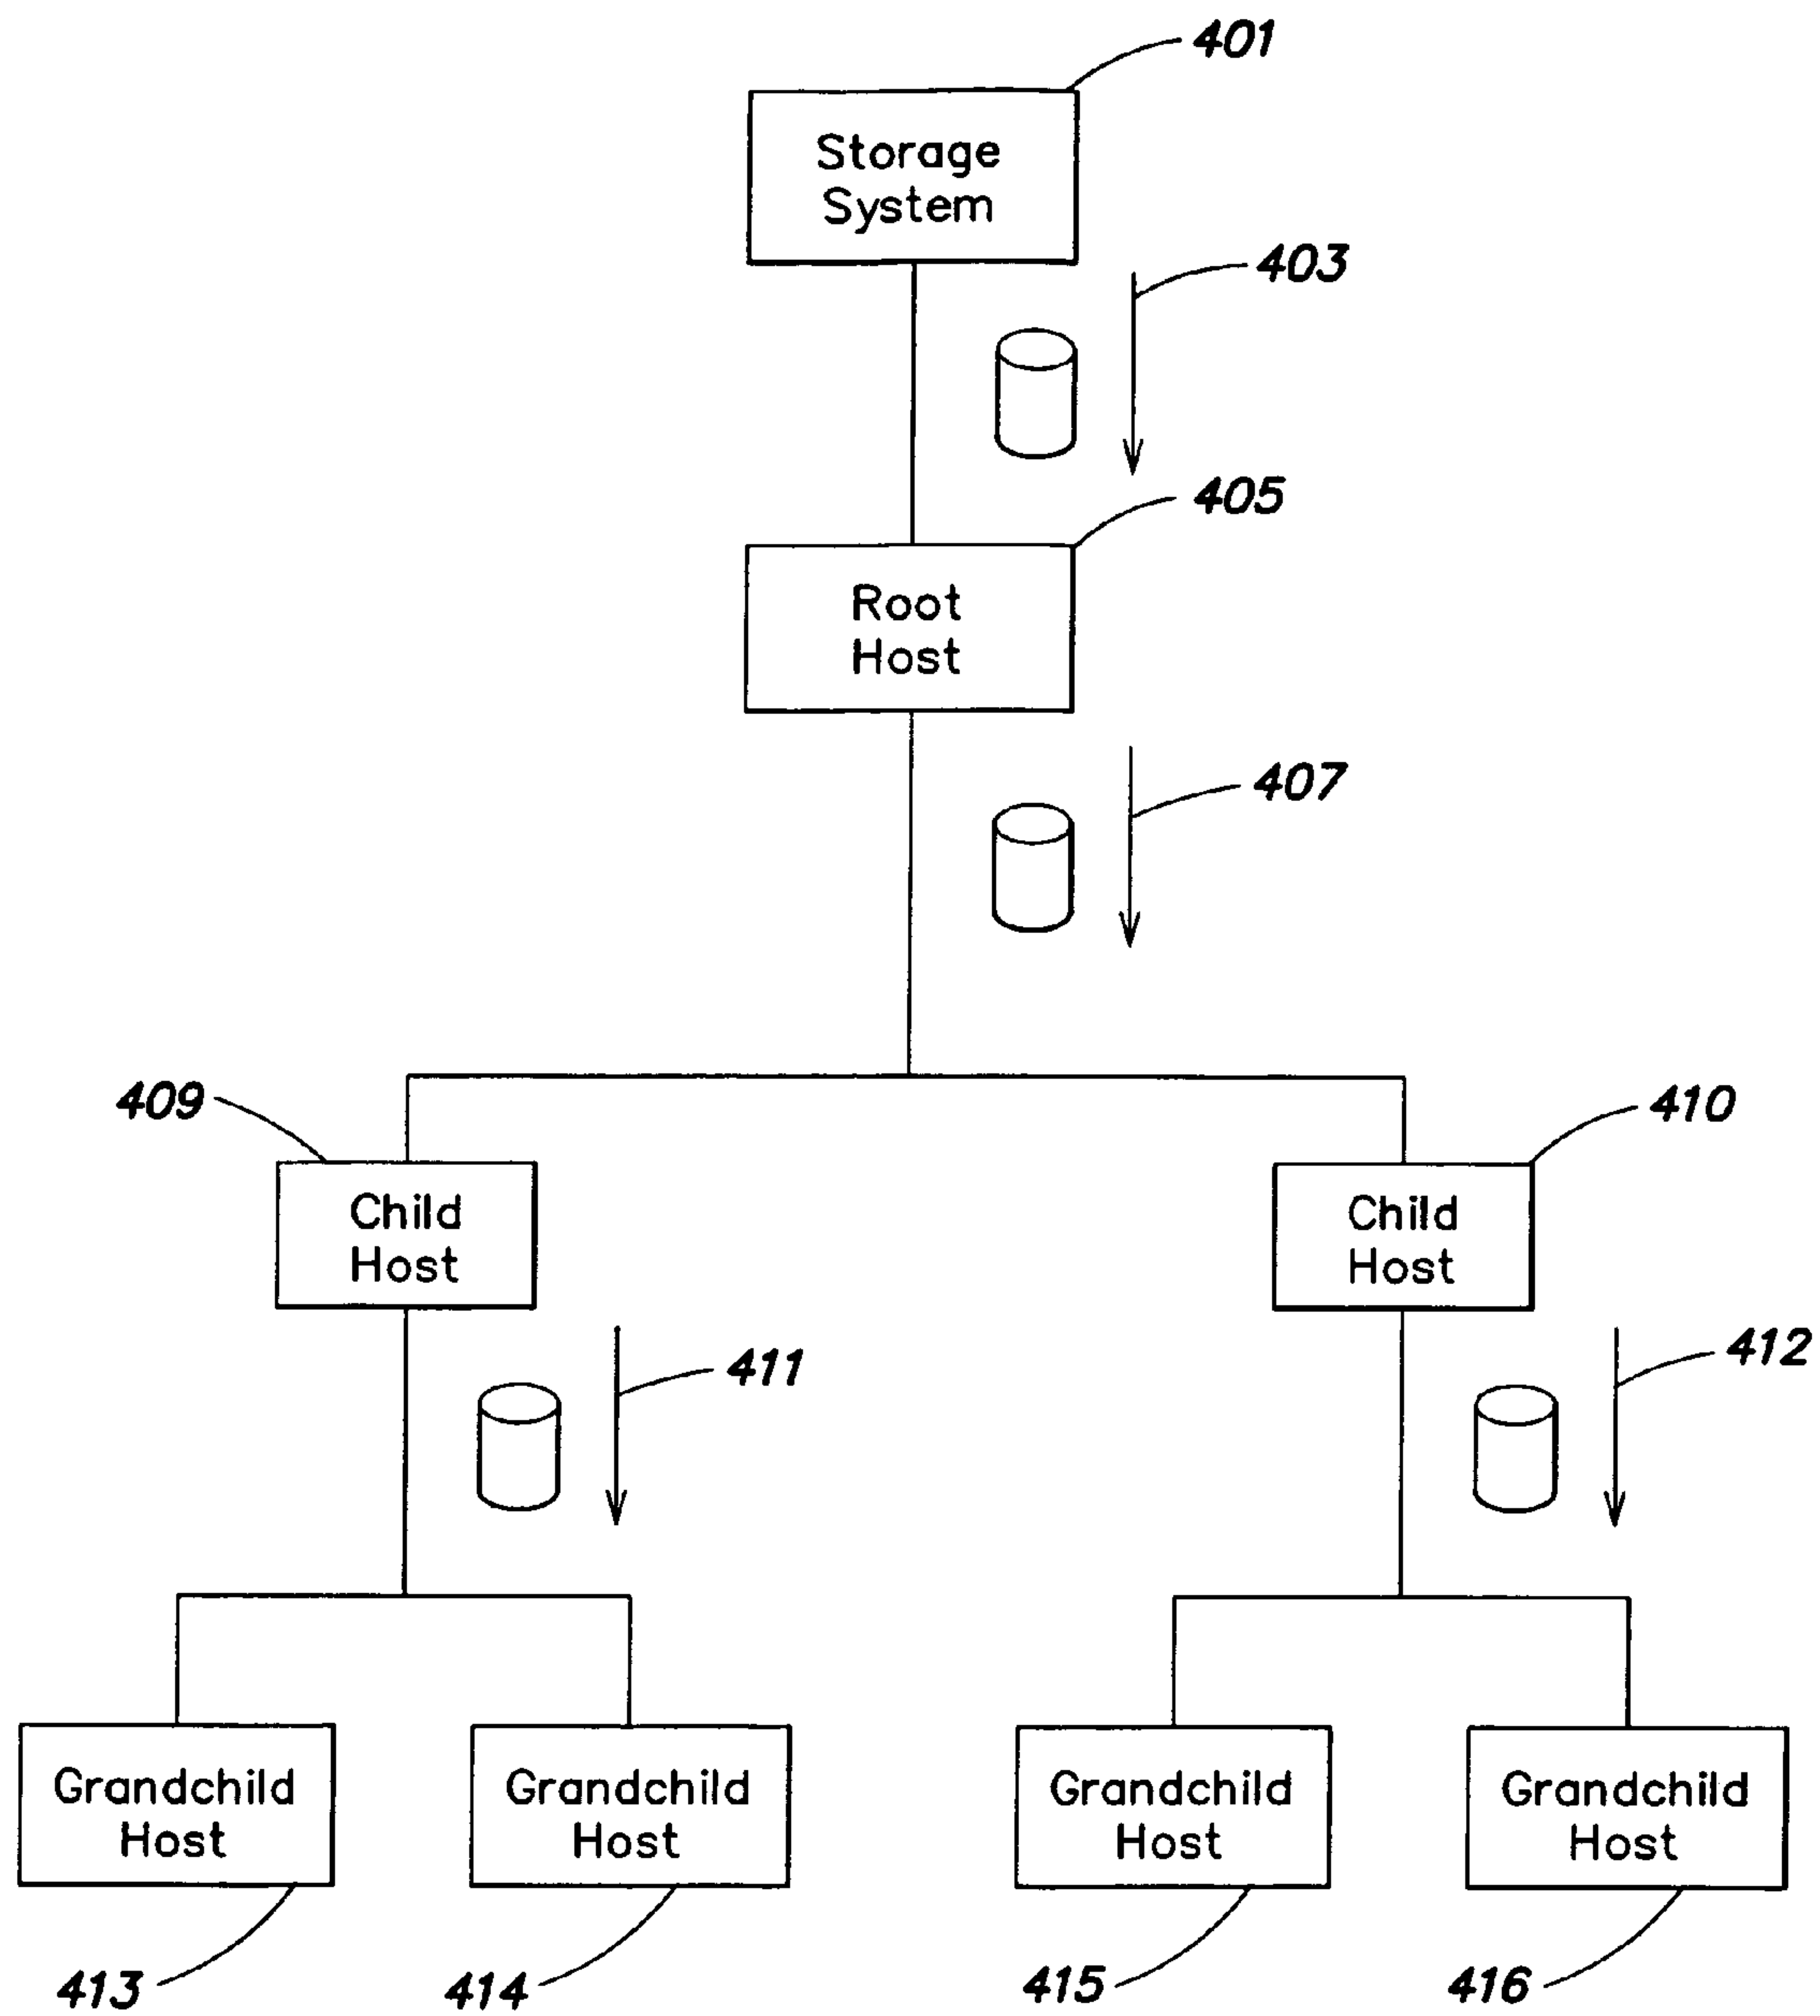 401
Storage
System
403
405
Root
Host
407
409
410
Child
Host
Child
Host
411
412
Grandchild
Host
Grandchild
Host
Grandchild
Host
Grandchild
Host
413
414
415
416